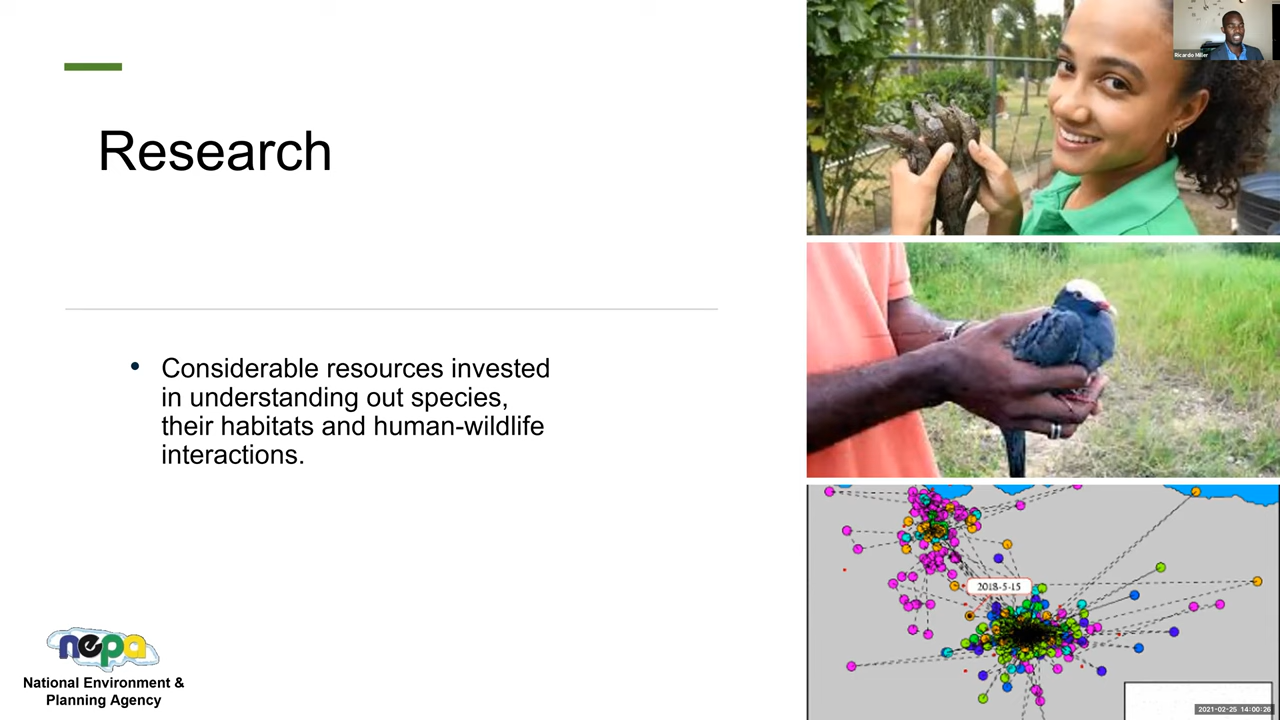 Ricardo Miller
Research
• Considerable resources invested
in understanding out species,
their habitats and human-wildlife
interactions.
2018-5-15
nepa
National Environment &
Planning Agency
2021-02-25 14:00:26